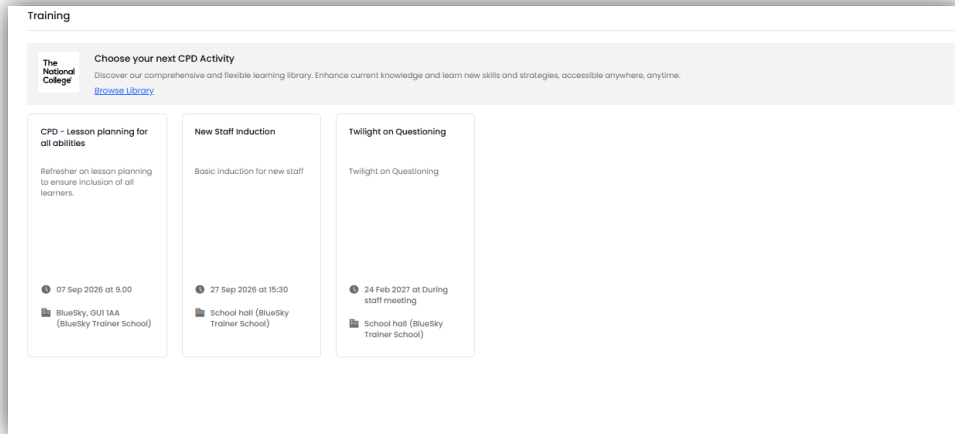 Training
The
National
College
Choose your next CPD Activity
Discover our comprehensive and flexible learning library. Enhance current knowledge and learn new skills and strategies, accessible anywhere, anytime.
Browse Library
CPD - Lesson planning for
all abilities
Refresher on lesson planning
to ensure inclusion of all
learners.
07 Sep 2026 at 9.00
BlueSky, GU1 1AA
(BlueSky Trainer School)
New Staff Induction
Basic induction for new staff
27 Sep 2026 at 15:30
School hall (BlueSky
Trainer School)
Twilight on Questioning
Twilight on Questioning
24 Feb 2027 at During
staff meeting
School hall (BlueSky
Trainer School)